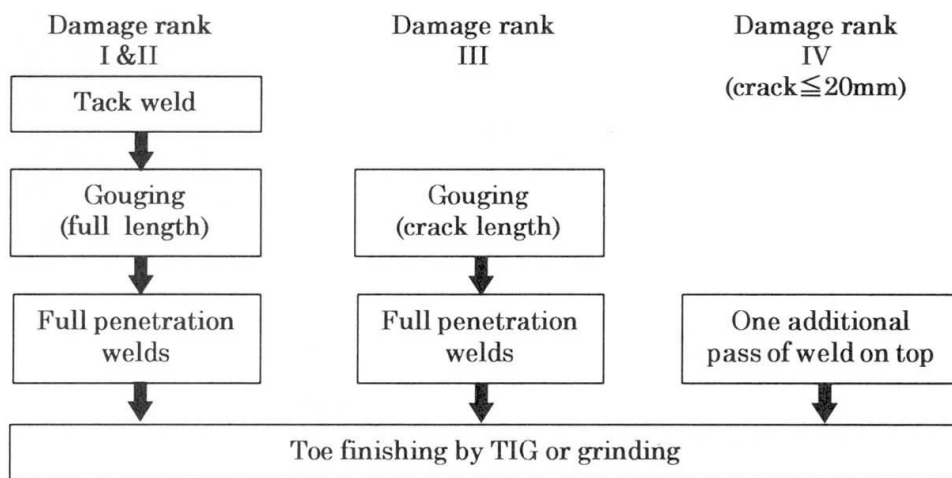 Damage rank
I &II
Damage rank
III
Damage rank
IV
(crack≦20mm)
Tack weld
Gouging
(full length)
Gouging
(crack length)
Full penetration
welds
Full penetration
welds
One additional
pass of weld on top
Toe finishing by TIG or grinding